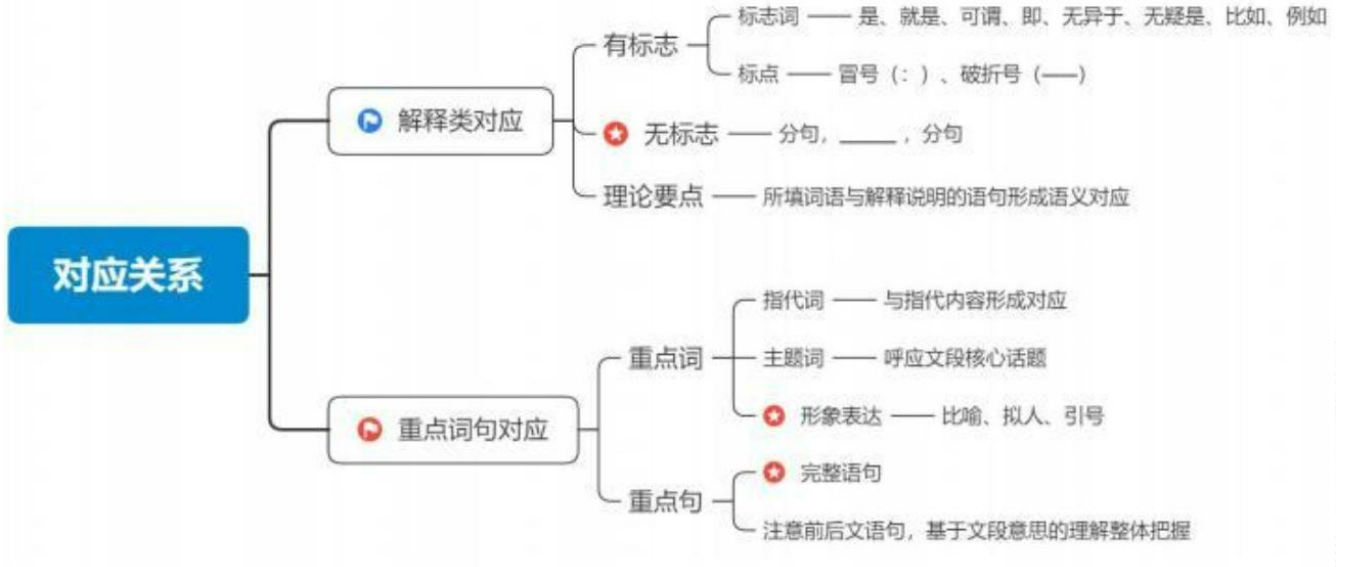 对应关系
解释类对应
有标志
标志词 —— 是、就是、可谓、即、无异于、无疑是、比如、例如
标点 —— 冒号（：）、破折号（——）
无标志 —— 分句，_____，分句
理论要点 —— 所填词语与解释说明的语句形成语义对应
重点词句对应
重点词
指代词 —— 与指代内容形成对应
主题词 —— 呼应文段核心话题
形象表达 —— 比喻、拟人、引号
重点句
完整语句
注意前后文语句，基于文段意思的理解整体把握